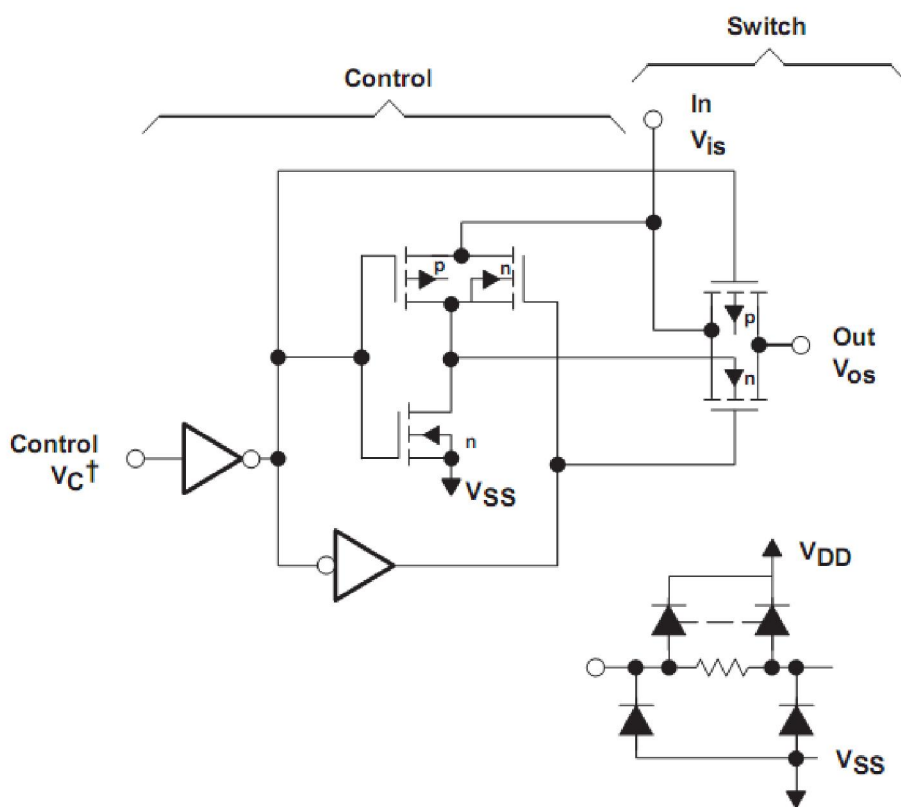 Switch
Control
In
Vis
p
n
p
Out
Vos
n
Control
VC†
n
VSS
VDD
VSS